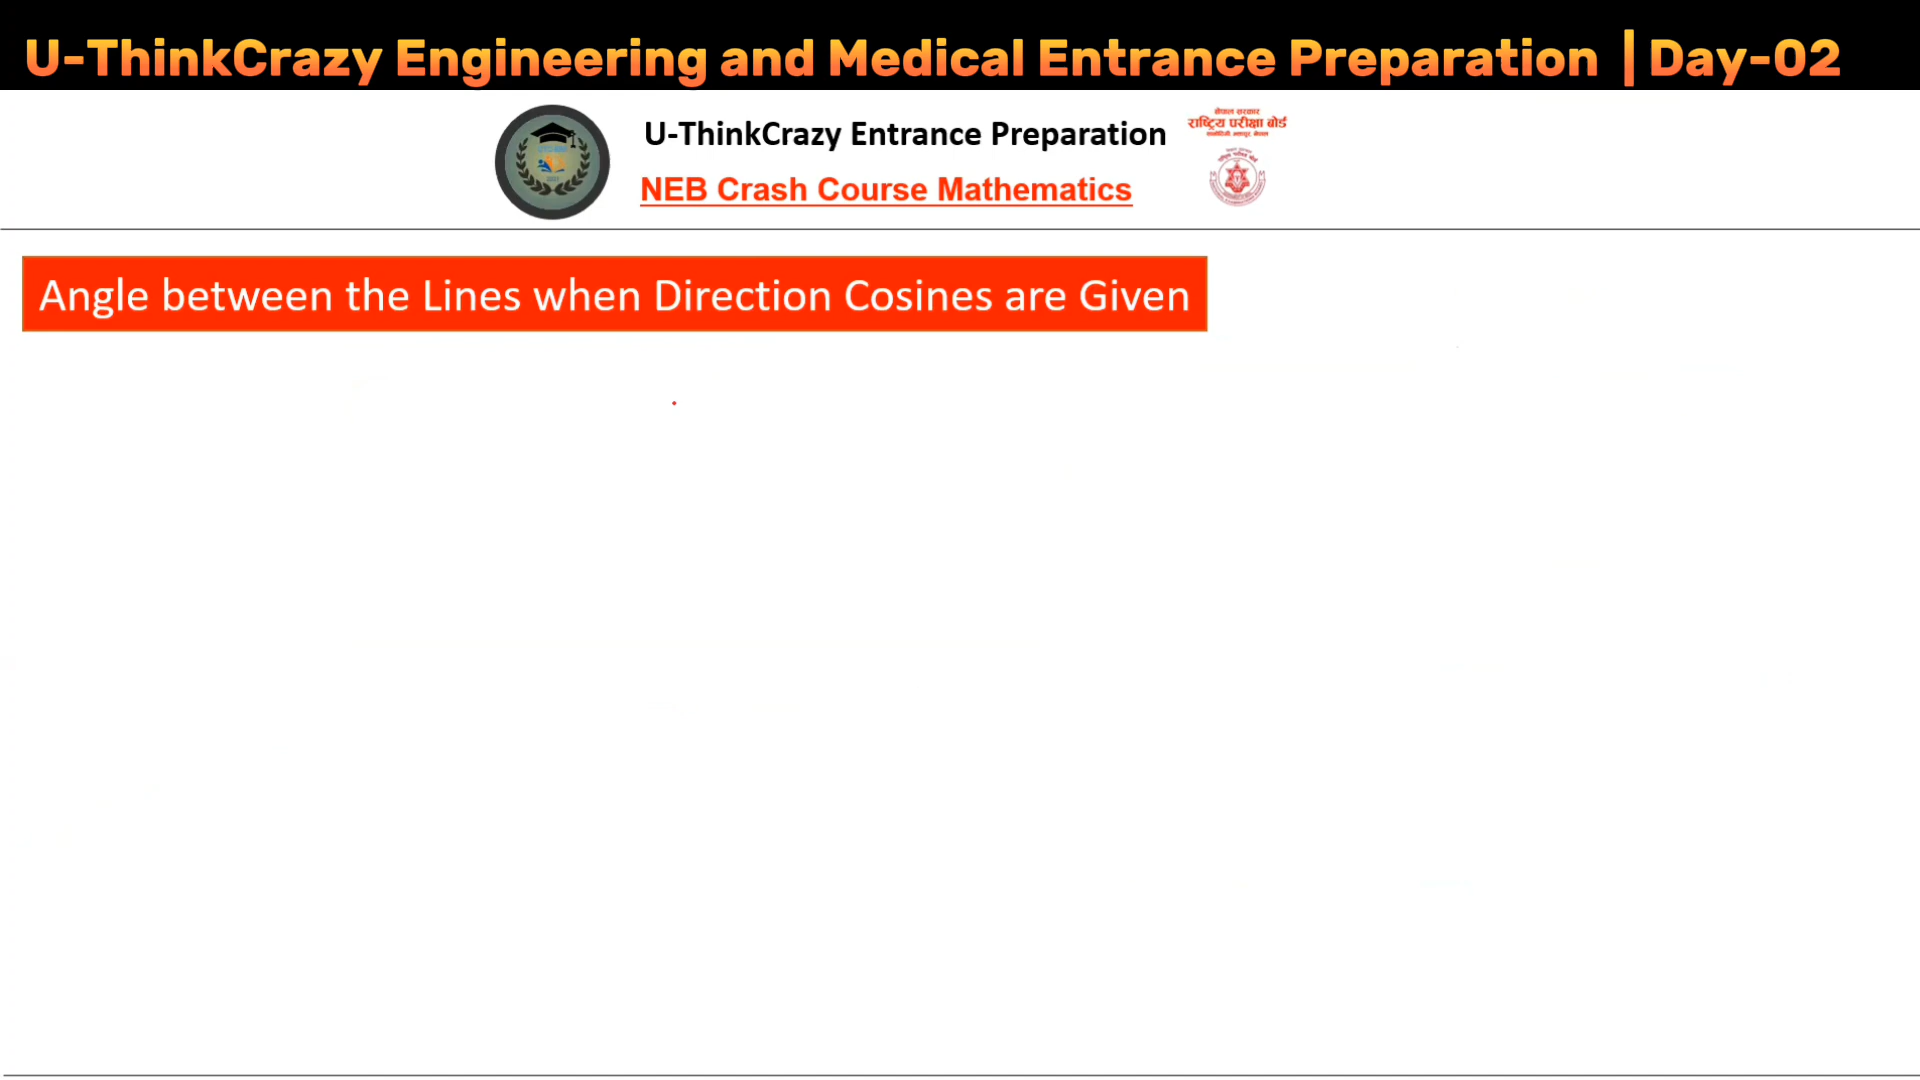 U-ThinkCrazy Engineering and Medical Entrance Preparation | Day-02
U-ThinkCrazy Entrance Preparation
नेपाल सरकार
राष्ट्रिय परीक्षा बोर्ड
NEB Crash Course Mathematics
Angle between the Lines when Direction Cosines are Given